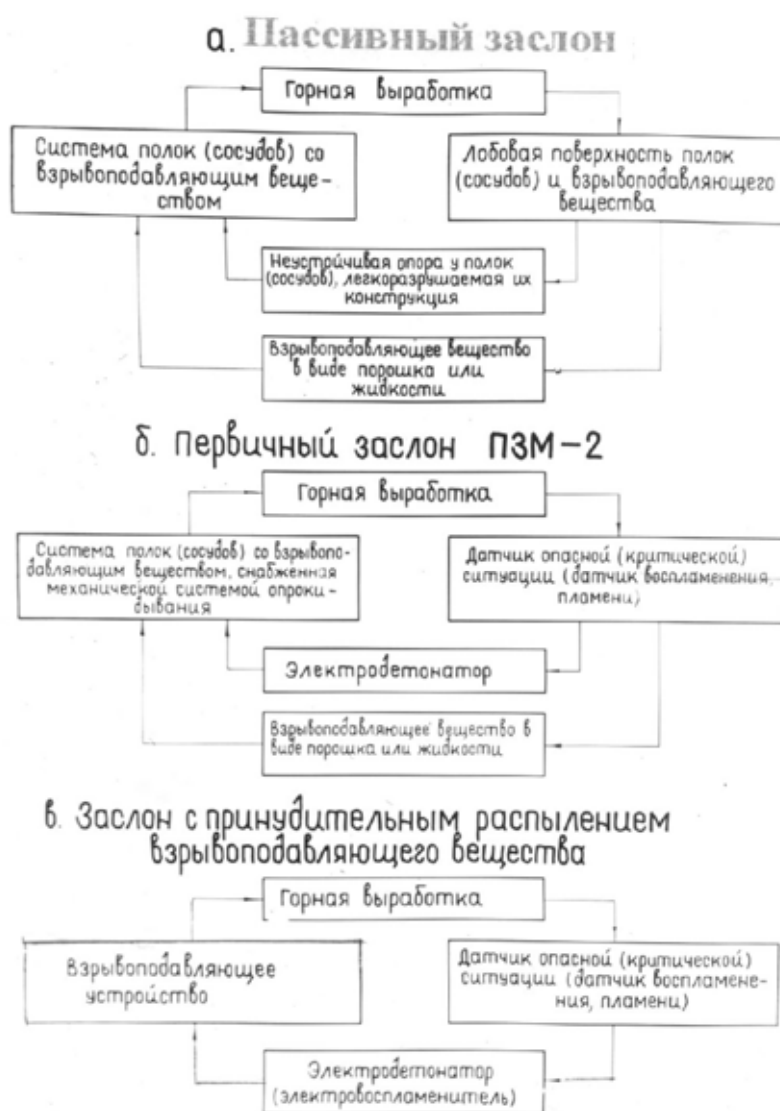 а. Пассивный заслон
Горная выработка
Система полок (сосудов) со
взрывоподавляющим веще-
ством
Лобовая поверхность полок
(сосудов) и взрывоподавляющего
вещества
Неустойчивая опора у полок
(сосудов), легкоразрушаемая их
конструкция
Взрывоподавляющее вещество
в виде порошка или
жидкости
б. Первичный заслон ПЗМ-2
Горная выработка
Система полок (сосудов) со взрывопо-
давляющим веществом, снабженная
механической системой опроки-
дывания
Датчик опасной (критической)
ситуации (датчик воспламенения,
пламени)
Электродетонатор
Взрывоподавляющее вещество в
виде порошка или жидкости
в. Заслон с принудительным распылением
взрывоподавляющего вещества
Горная выработка
Взрывоподавляющее
устройство
Датчик опасной (критической)
ситуации (датчик воспламене-
ния, пламени)
Электродетонатор
(электровоспламенитель)